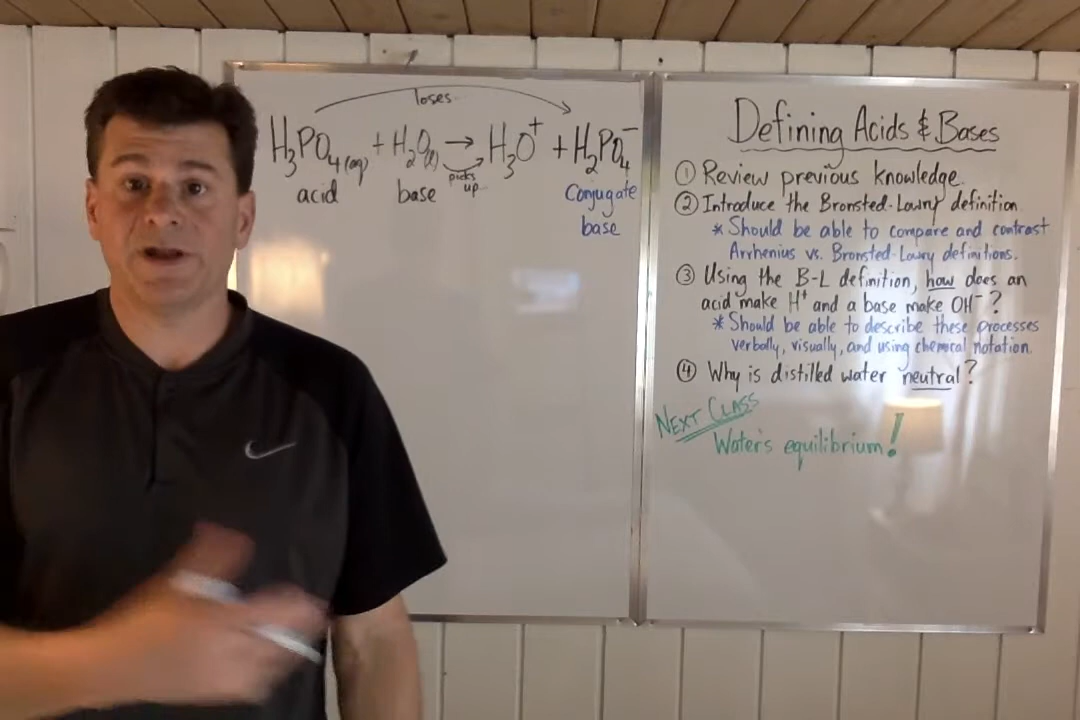 loses
H₃PO₄(aq) + H₂O(l) → H₃O⁺ + H₂PO₄⁻
picks up
acid base Conjugate base
Defining Acids & Bases
① Review previous knowledge.
② Introduce the Bronsted-Lowry definition
* Should be able to compare and contrast
Arrhenius vs. Bronsted-Lowry definitions.
③ Using the B-L definition, how does an
acid make H⁺ and a base make OH⁻?
* Should be able to describe these processes
verbally, visually, and using chemical notation.
④ Why is distilled water neutral?
NEXT CLASS
Water's equilibrium!